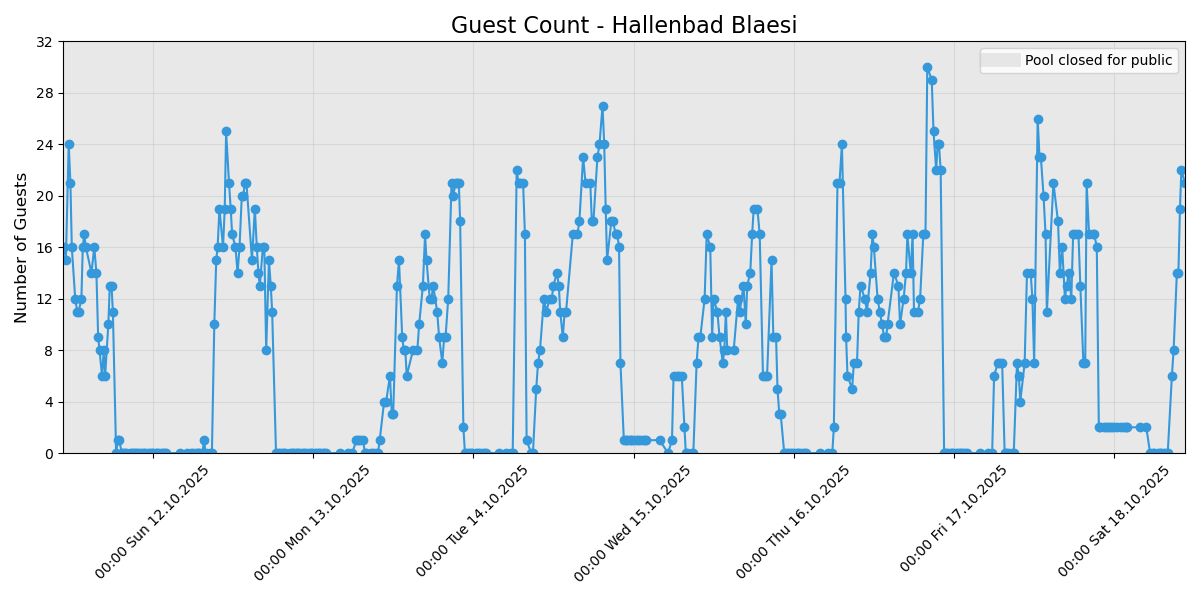 Guest Count - Hallenbad Blaesi
Pool closed for public
Number of Guests
32
28
24
20
16
12
8
4
0
00:00 Sun 12.10.2025
00:00 Mon 13.10.2025
00:00 Tue 14.10.2025
00:00 Wed 15.10.2025
00:00 Thu 16.10.2025
00:00 Fri 17.10.2025
00:00 Sat 18.10.2025